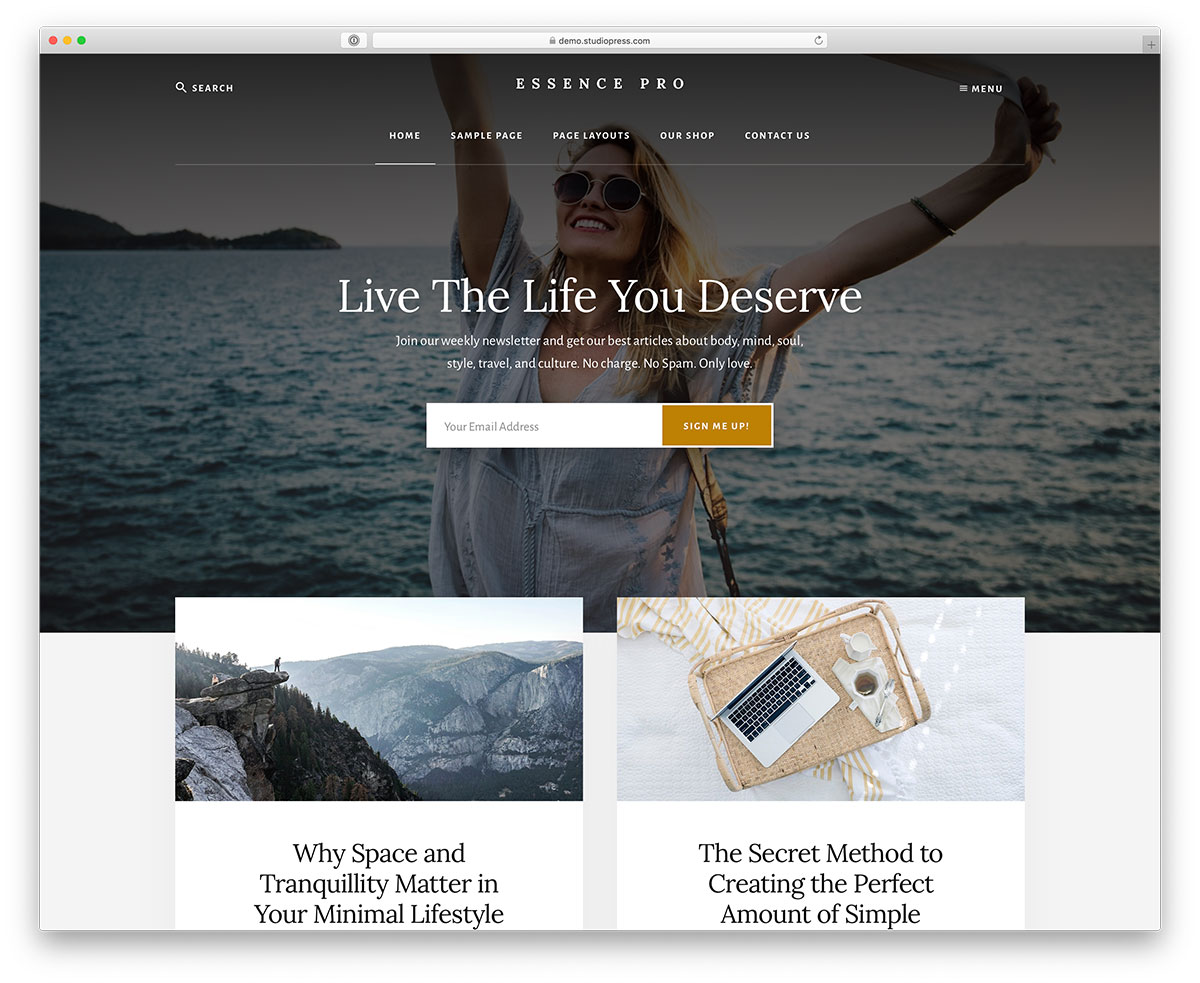 demo.studiopress.com
SEARCH
ESSENCE PRO
MENU
HOME SAMPLE PAGE PAGE LAYOUTS OUR SHOP CONTACT US
Live The Life You Deserve
Join our weekly newsletter and get our best articles about body, mind, soul,
style, travel, and culture. No charge. No Spam. Only love.
Your Email Address
SIGN ME UP!
Why Space and
Tranquillity Matter in
Your Minimal Lifestyle
The Secret Method to
Creating the Perfect
Amount of Simple